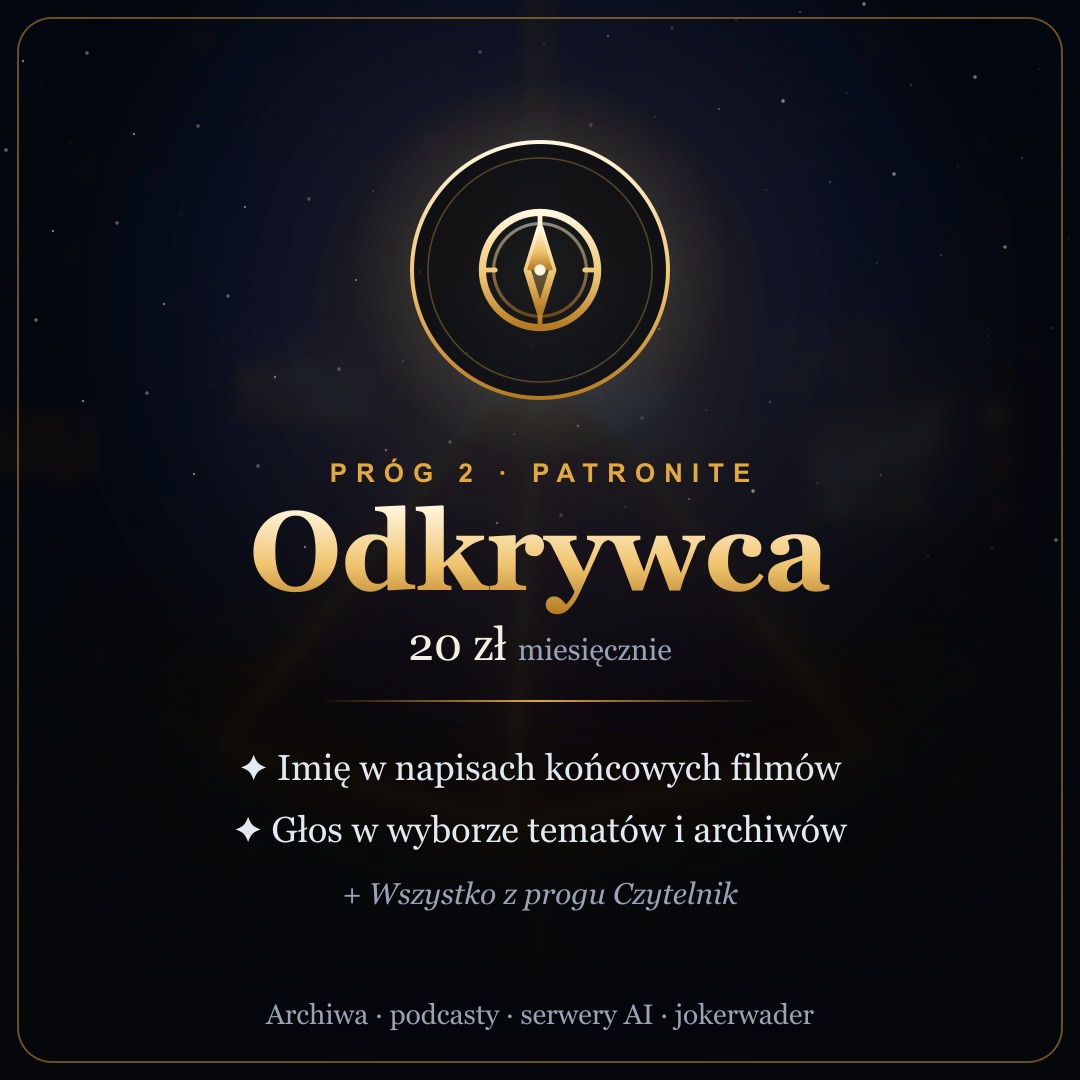 PRÓG 2 · PATRONITE
Odkrywca
20 zł miesięcznie
✦ Imię w napisach końcowych filmów
✦ Głos w wyborze tematów i archiwów
+ Wszystko z progu Czytelnik
Archiwa · podcasty · serwery AI · jokerwader